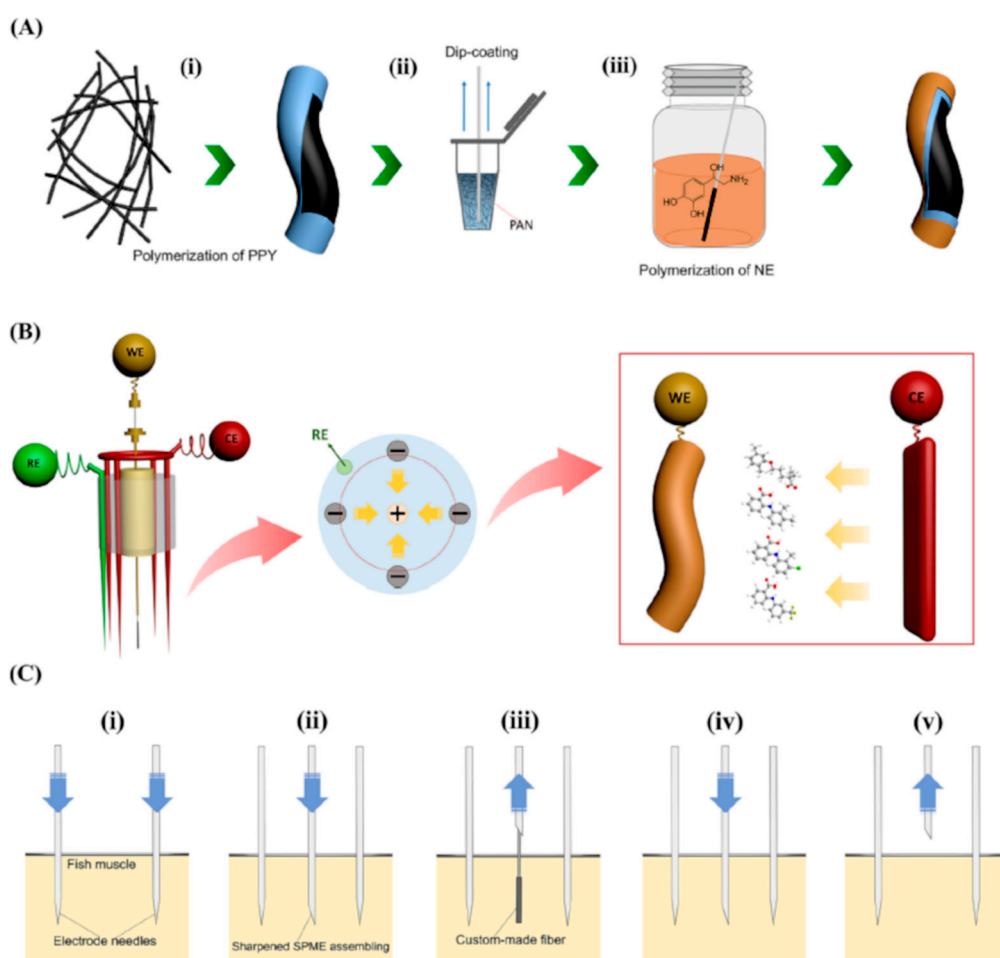 (A)
(i)
(ii)
(iii)
Dip-coating
PAN
OH
NH2
HO
OH
Polymerization of PPY
Polymerization of NE
(B)
WE
RE
CE
RE
−
−
+
−
−
WE
CE
(C)
(i)
(ii)
(iii)
(iv)
(v)
Fish muscle
Electrode needles
Sharpened SPME assembling
Custom-made fiber